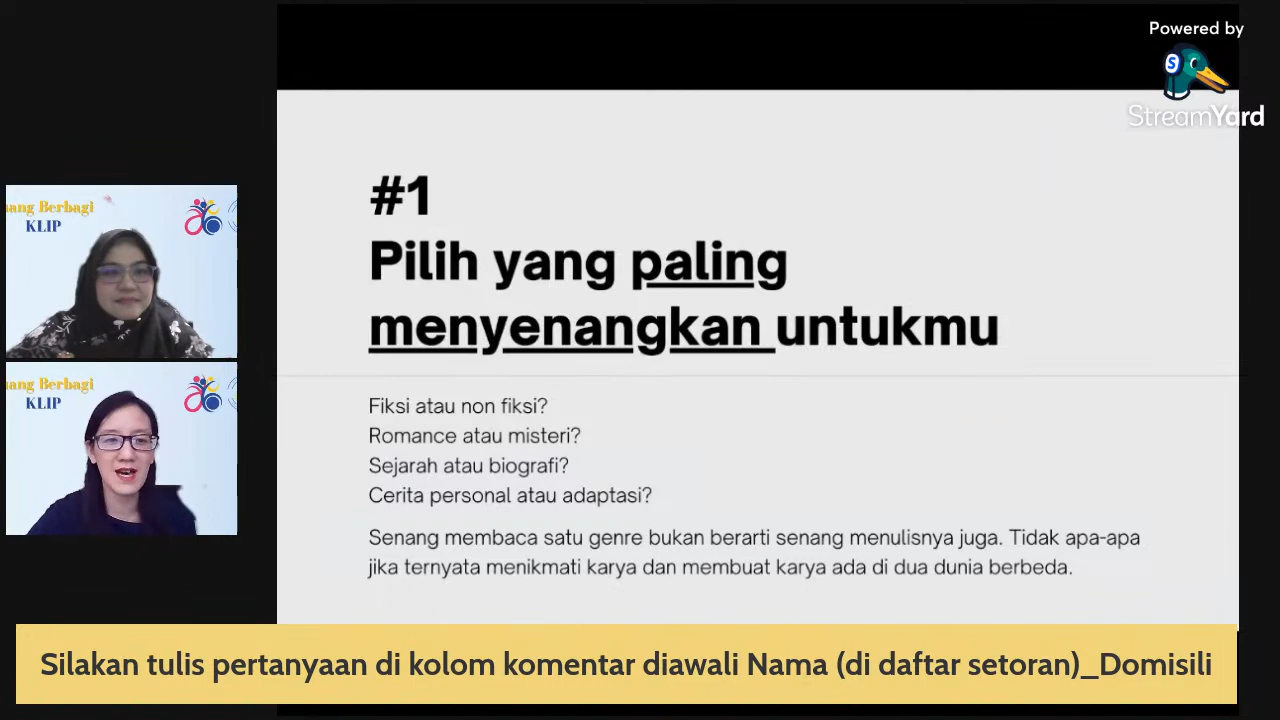 Powered by
StreamYard
#1
Pilih yang paling
menyenangkan untukmu
Fiksi atau non fiksi?
Romance atau misteri?
Sejarah atau biografi?
Cerita personal atau adaptasi?
Senang membaca satu genre bukan berarti senang menulisnya juga. Tidak apa-apa
jika ternyata menikmati karya dan membuat karya ada di dua dunia berbeda.
Berbagi
KLIP
Berbagi
KLIP
Silakan tulis pertanyaan di kolom komentar diawali Nama (di daftar setoran)_Domisili